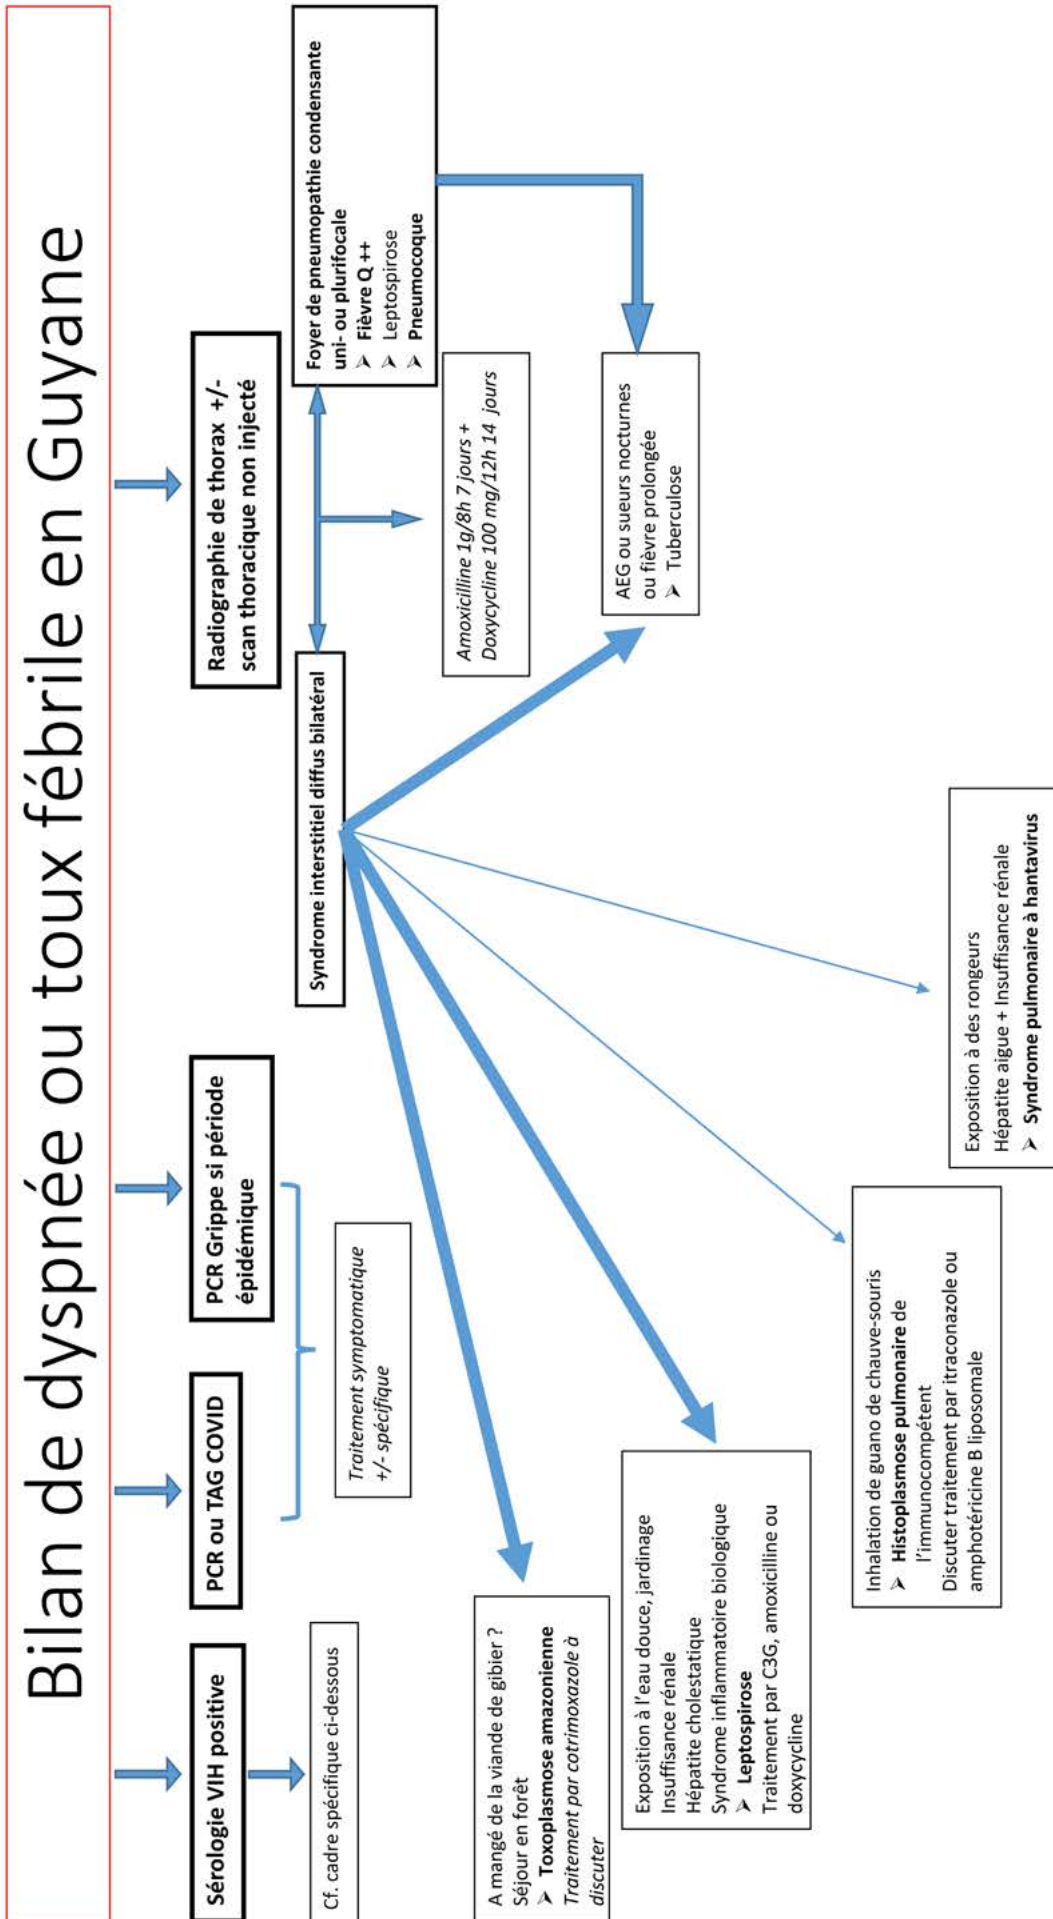 Bilan de dyspnée ou toux fébrile en Guyane
Sérologie VIH positive
Cf. cadre spécifique ci-dessous
PCR ou TAG COVID
PCR Grippe si période
épidémique
Traitement symptomatique
+/- spécifique
Radiographie de thorax +/-
scan thoracique non injecté
Syndrome interstitiel diffus bilatéral
Foyer de pneumopathie condensante
uni- ou plurifocale
➢ Fièvre Q ++
➢ Leptospirose
➢ Pneumocoque
Amoxicilline 1g/8h 7 jours +
Doxycycline 100 mg/12h 14 jours
AEG ou sueurs nocturnes
ou fièvre prolongée
➢ Tuberculose
A mangé de la viande de gibier ?
Séjour en forêt
➢ Toxoplasmose amazonienne
Traitement par cotrimoxazole à
discuter
Exposition à l'eau douce, jardinage
Insuffisance rénale
Hépatite cholestatique
Syndrome inflammatoire biologique
➢ Leptospirose
Traitement par C3G, amoxicilline ou
doxycycline
Inhalation de guano de chauve-souris
➢ Histoplasmose pulmonaire de
l'immunocompétent
Discuter traitement par itraconazole ou
amphotéricine B liposomale
Exposition à des rongeurs
Hépatite aigue + Insuffisance rénale
➢ Syndrome pulmonaire à hantavirus